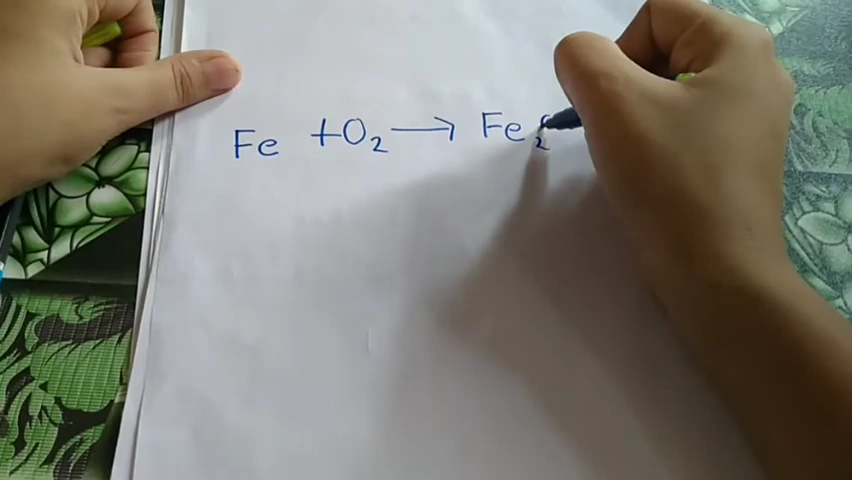 Fe +O₂ → Fe₂